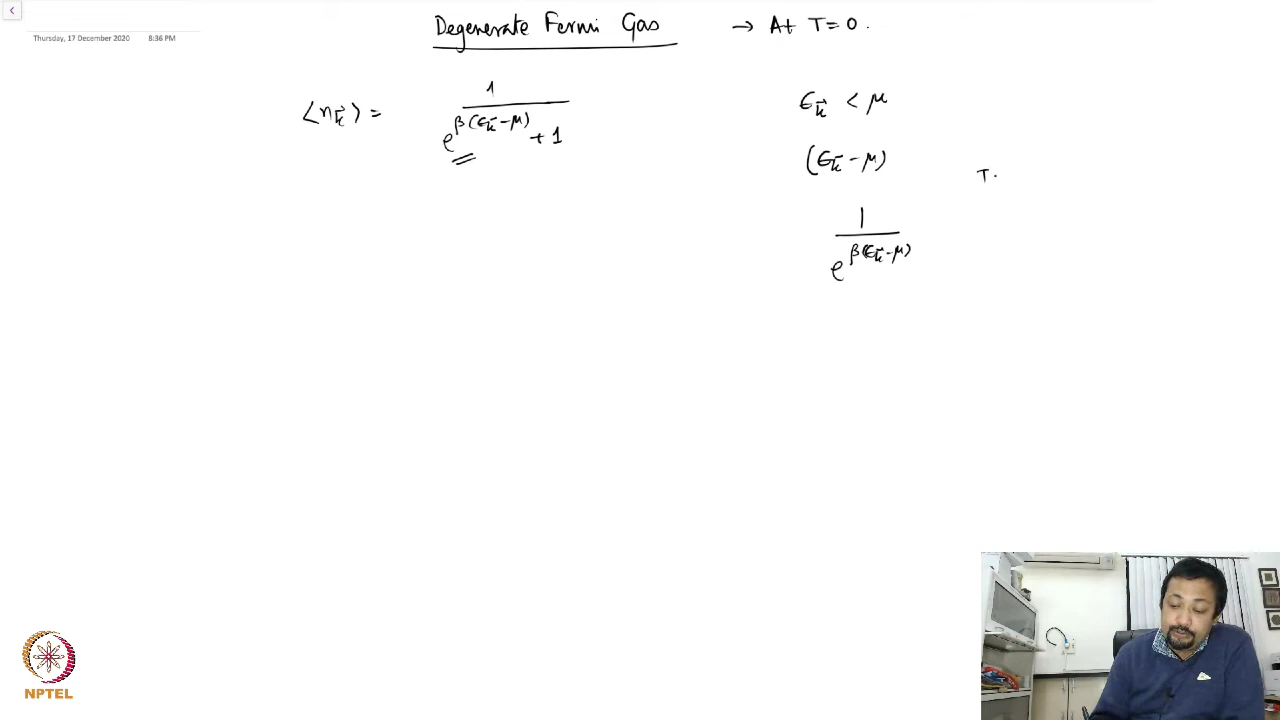 Degenerate Fermi Gas → At T=0.
Thursday, 17 December 2020 8:36 PM
⟨n_k⃗⟩ = 1 / (e^{β(ϵ_k⃗-μ)} + 1)
ϵ_k⃗ < μ
(ϵ_k⃗ - μ)
T.
1 / e^{β(ϵ_k⃗-μ)}
NPTEL